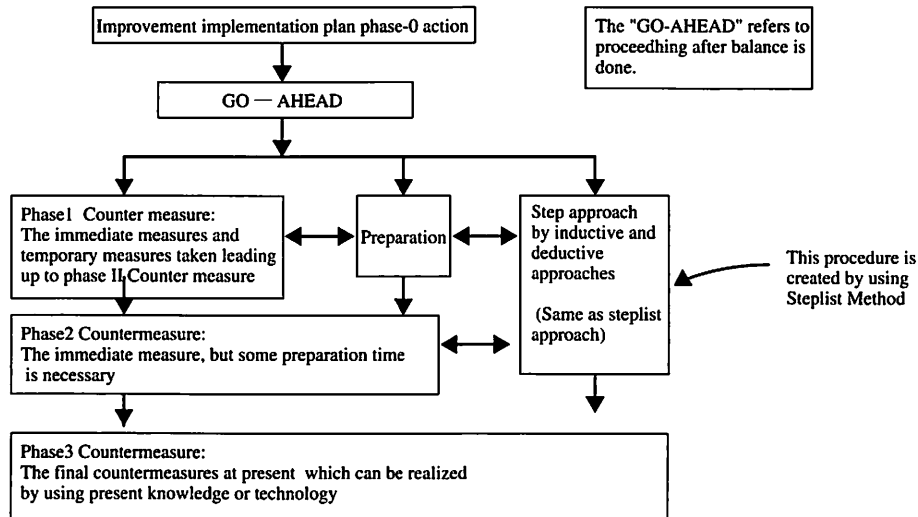 Improvement implementation plan phase-0 action
The "GO-AHEAD" refers to
proceedhing after balance is
done.
GO — AHEAD
Phase1 Counter measure:
The immediate measures and
temporary measures taken leading
up to phase II Counter measure
Preparation
Step approach
by inductive and
deductive
approaches
(Same as steplist
approach)
This procedure is
created by using
Steplist Method
Phase2 Countermeasure:
The immediate measure, but some preparation time
is necessary
Phase3 Countermeasure:
The final countermeasures at present which can be realized
by using present knowledge or technology